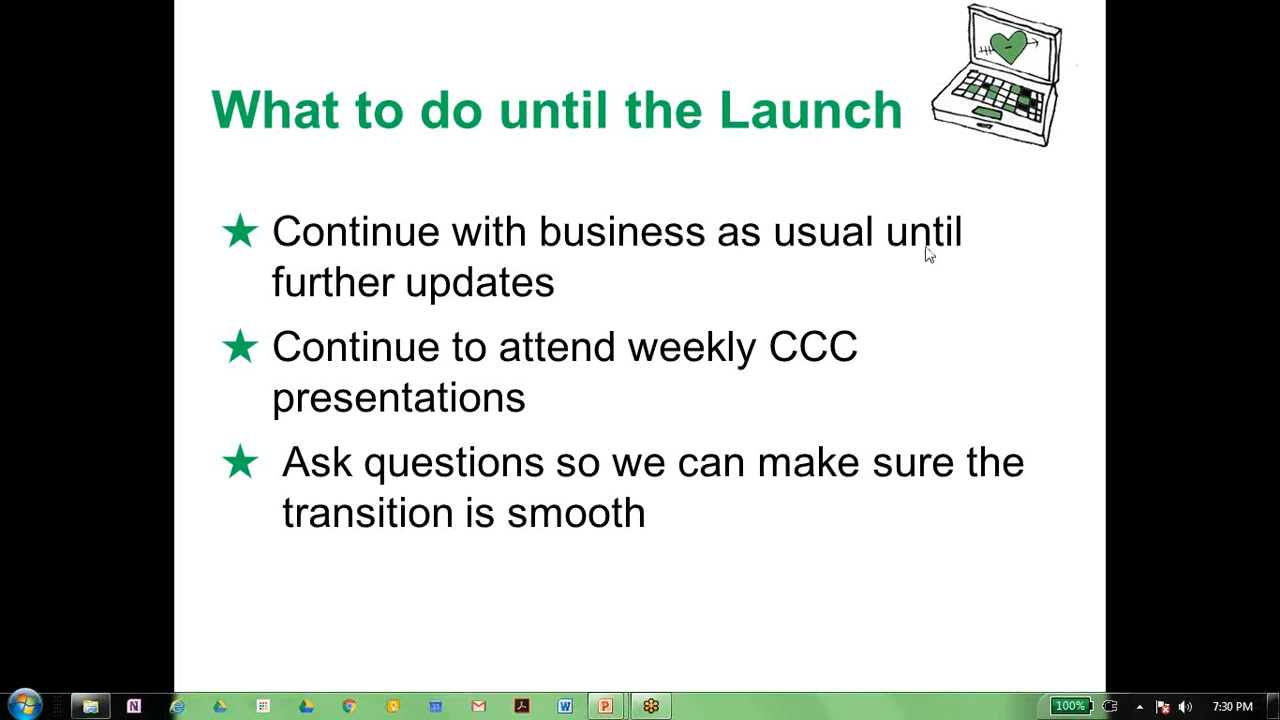 What to do until the Launch
★ Continue with business as usual until
further updates
★ Continue to attend weekly CCC
presentations
★ Ask questions so we can make sure the
transition is smooth
100%
7:30 PM